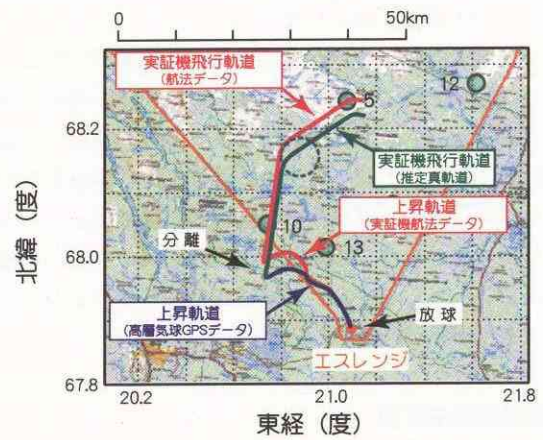 0 50km
実証機飛行軌道
(航法データ)
5
12
68.2
実証機飛行軌道
(推定真軌道)
10
上昇軌道
(実証機航法データ)
分離
13
68.0
北緯(度)
上昇軌道
(高層気球GPSデータ)
放球
エスレンジ
67.8
20.2 21.0 21.8
東経(度)